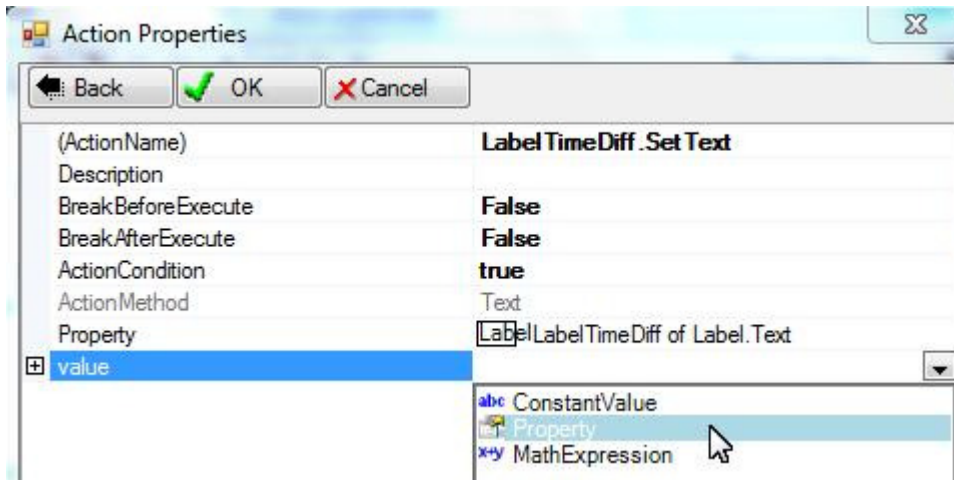 Action Properties
Back OK Cancel
(ActionName) LabelTimeDiff.SetText
Description
BreakBeforeExecute False
BreakAfterExecute False
ActionCondition true
ActionMethod Text
Property LabelLabelTimeDiff of Label.Text
value
abc ConstantValue
Property
x+y MathExpression